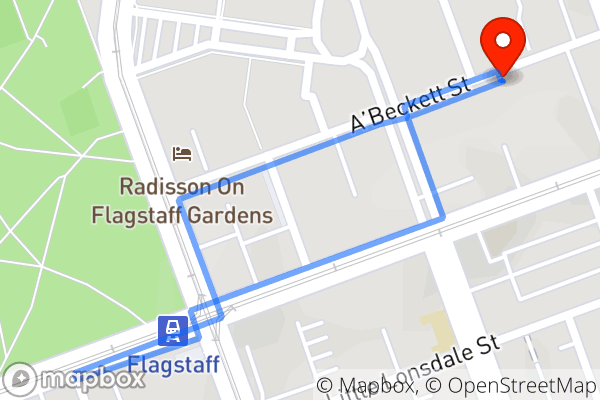 A'Beckett St
Radisson On
Flagstaff Gardens
Flagstaff
Little Lonsdale St
mapbox
© Mapbox, © OpenStreetMap